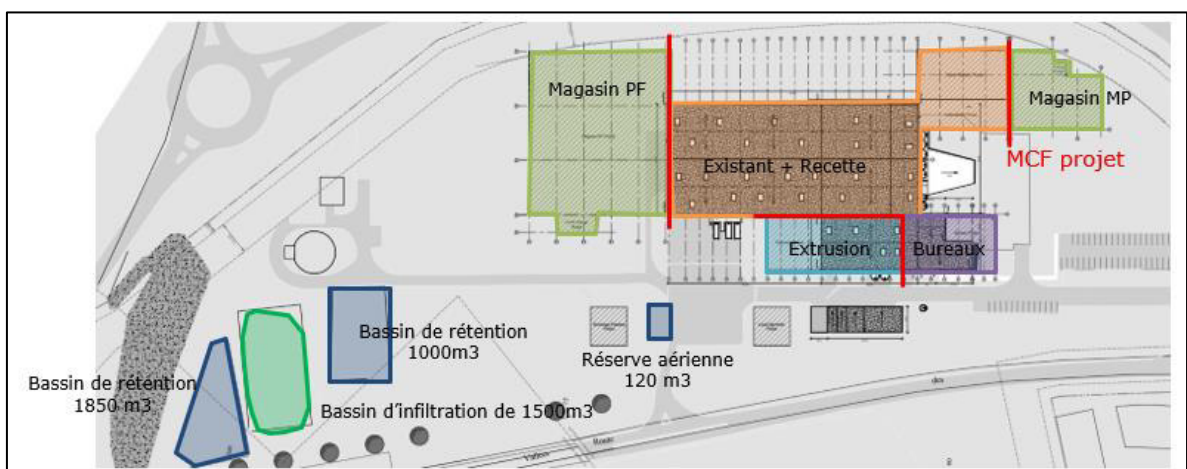 Magasin PF
Magasin MP
MCF projet
Existant + Recette
Extrusion
Bureaux
Bassin de rétention
1000m3
Réserve aérienne
120 m3
Bassin de rétention
1850 m3
Bassin d'infiltration de 1500m3
Route